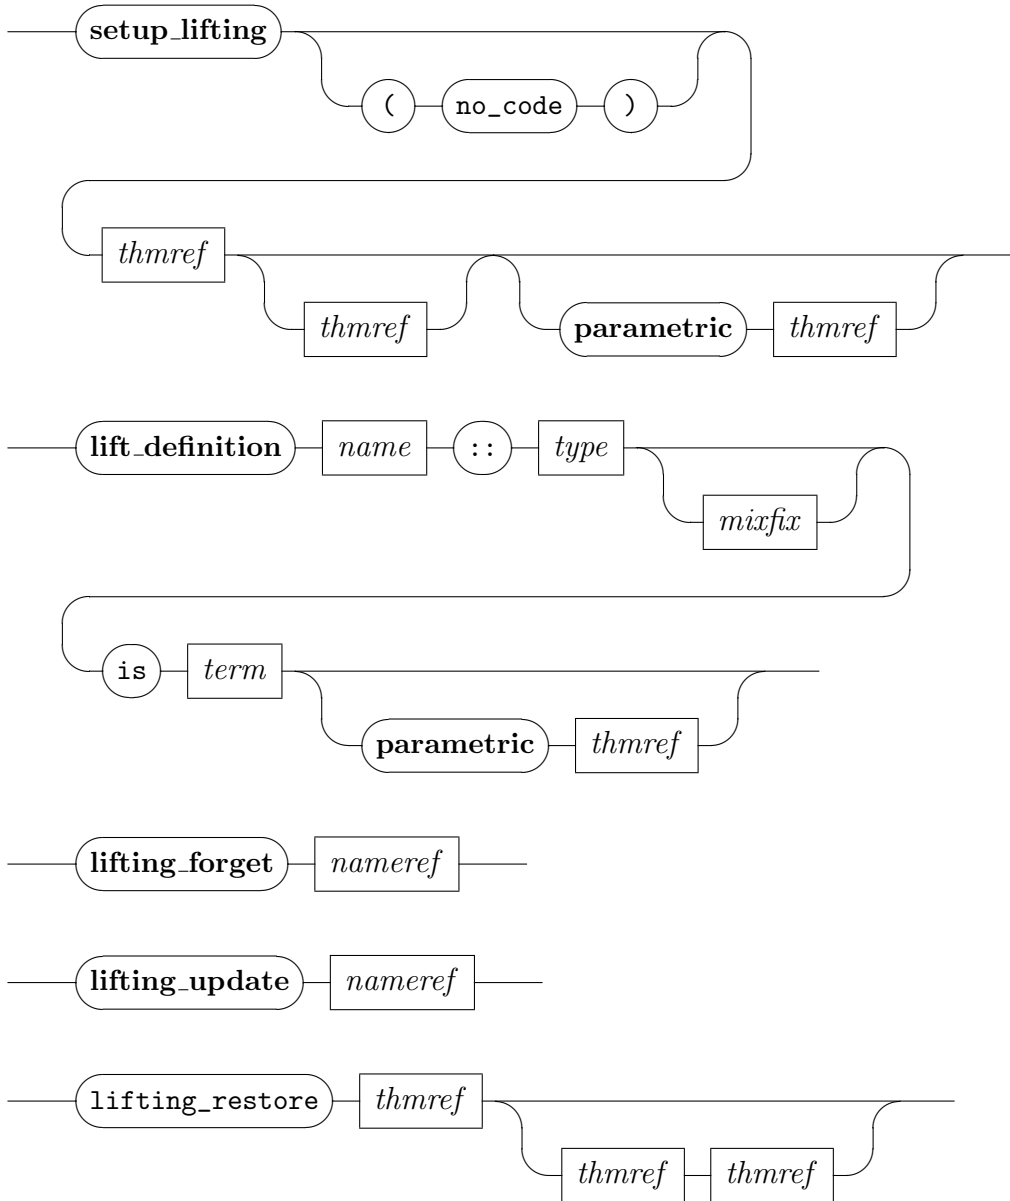 setup_lifting
( no_code )
thmref
thmref parametric thmref
lift_definition name :: type
mixfix
is term
parametric thmref
lifting_forget nameref
lifting_update nameref
lifting_restore thmref
thmref thmref